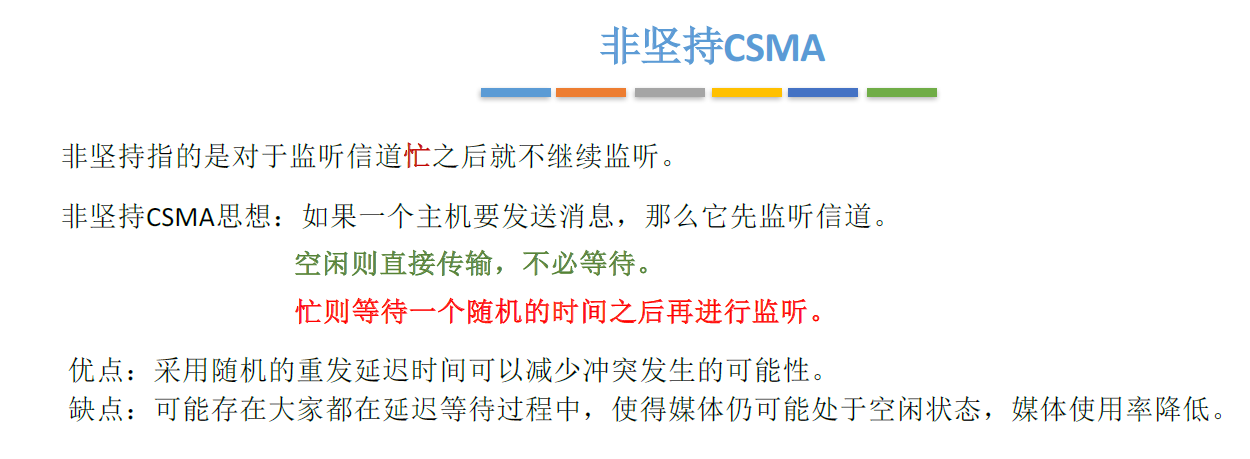 非坚持CSMA
非坚持指的是对于监听信道忙之后就不继续监听。
非坚持CSMA思想：如果一个主机要发送消息，那么它先监听信道。
空闲则直接传输，不必等待。
忙则等待一个随机的时间之后再进行监听。
优点：采用随机的重发延迟时间可以减少冲突发生的可能性。
缺点：可能存在大家都在延迟等待过程中，使得媒体仍可能处于空闲状态，媒体使用率降低。